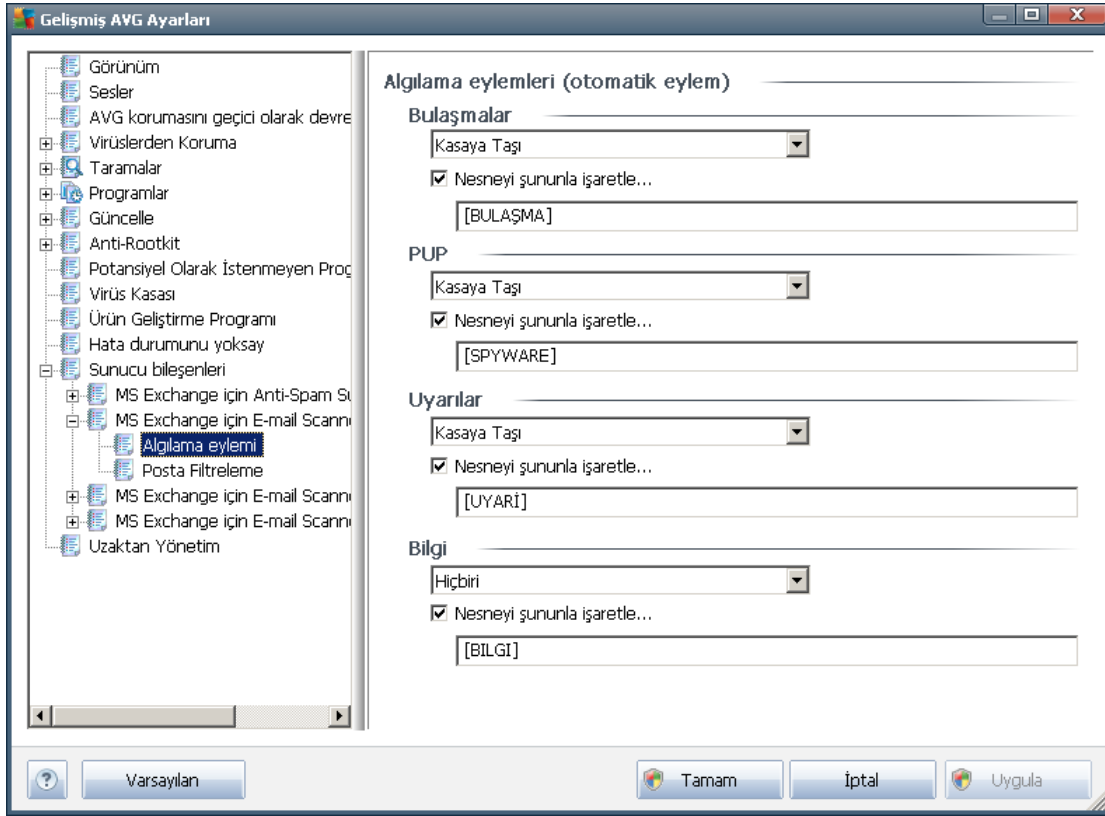 Gelişmiş AVG Ayarları
Görünüm
Sesler
AVG korumasını geçici olarak devre
Virüslerden Koruma
Taramalar
Programlar
Güncelle
Anti-Rootkit
Potansiyel Olarak İstenmeyen Prog
Virüs Kasası
Ürün Geliştirme Programı
Hata durumunu yoksay
Sunucu bileşenleri
MS Exchange için Anti-Spam Su
MS Exchange için E-mail Scann
Algılama eylemi
Posta Filtreleme
MS Exchange için E-mail Scann
MS Exchange için E-mail Scann
Uzaktan Yönetim
Algılama eylemleri (otomatik eylem)
Bulaşmalar
Kasaya Taşı
Nesneyi şununla işaretle...
[BULAŞMA]
PUP
Kasaya Taşı
Nesneyi şununla işaretle...
[SPYWARE]
Uyarılar
Kasaya Taşı
Nesneyi şununla işaretle...
[UYARİ]
Bilgi
Hiçbiri
Nesneyi şununla işaretle...
[BILGI]
?
Varsayılan
Tamam
İptal
Uygula